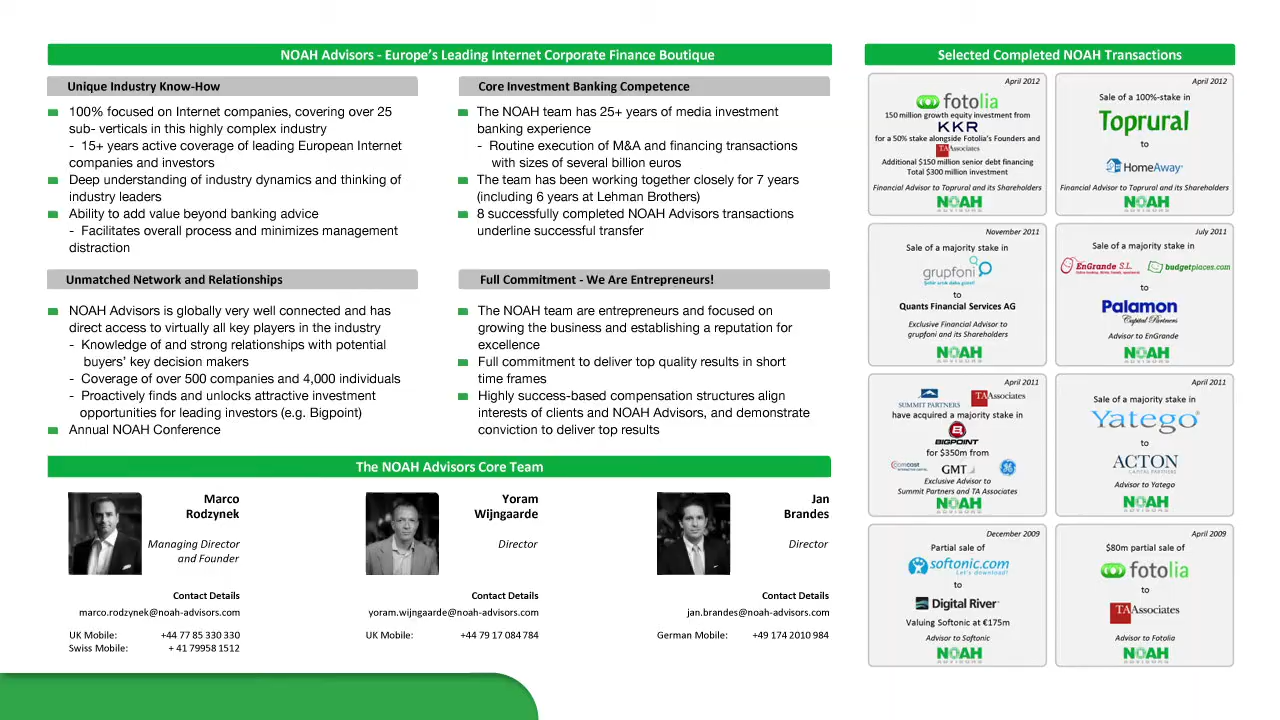 NOAH Advisors - Europe's Leading Internet Corporate Finance Boutique
Unique Industry Know-How
100% focused on Internet companies, covering over 25
sub- verticals in this highly complex industry
- 15+ years active coverage of leading European Internet
companies and investors
Deep understanding of industry dynamics and thinking of
industry leaders
Ability to add value beyond banking advice
- Facilitates overall process and minimizes management
distraction
Core Investment Banking Competence
The NOAH team has 25+ years of media investment
banking experience
- Routine execution of M&A and financing transactions
with sizes of several billion euros
The team has been working together closely for 7 years
(including 6 years at Lehman Brothers)
8 successfully completed NOAH Advisors transactions
underline successful transfer
Unmatched Network and Relationships
NOAH Advisors is globally very well connected and has
direct access to virtually all key players in the industry
- Knowledge of and strong relationships with potential
buyers' key decision makers
- Coverage of over 500 companies and 4,000 individuals
- Proactively finds and unlocks attractive investment
opportunities for leading investors (e.g. Bigpoint)
Annual NOAH Conference
Full Commitment - We Are Entrepreneurs!
The NOAH team are entrepreneurs and focused on
growing the business and establishing a reputation for
excellence
Full commitment to deliver top quality results in short
time frames
Highly success-based compensation structures align
interests of clients and NOAH Advisors, and demonstrate
conviction to deliver top results
The NOAH Advisors Core Team
Marco
Rodzynek
Managing Director
and Founder
Contact Details
marco.rodzynek@noah-advisors.com
UK Mobile: +44 77 85 330 330
Swiss Mobile: + 41 79958 1512
Yoram
Wijngaarde
Director
Contact Details
yoram.wijngaarde@noah-advisors.com
UK Mobile: +44 79 17 084 784
Jan
Brandes
Director
Contact Details
jan.brandes@noah-advisors.com
German Mobile: +49 174 2010 984
Selected Completed NOAH Transactions
April 2012
fotolia
150 million growth equity investment from
KKR
for a 50% stake alongside Fotolia's Founders and
TA Associates
Additional $150 million senior debt financing
Total $300 million investment
Financial Advisor to Toprural and its Shareholders
NOAH
ADVISORS
April 2012
Sale of a 100%-stake in
Toprural
to
HomeAway
Financial Advisor to Toprural and its Shareholders
NOAH
ADVISORS
November 2011
Sale of a majority stake in
grupfoni
to
Quants Financial Services AG
Exclusive Financial Advisor to
grupfoni and its Shareholders
NOAH
ADVISORS
July 2011
Sale of a majority stake in
EnGrande S.L. budgetplaces.com
to
Palamon
Capital Partners
Advisor to EnGrande
NOAH
ADVISORS
April 2011
SUMMIT PARTNERS TA Associates
have acquired a majority stake in
BIGPOINT
for $350m from
comcast GMT GE
Exclusive Advisor to
Summit Partners and TA Associates
NOAH
ADVISORS
April 2011
Sale of a majority stake in
Yatego
to
ACTON
CAPITAL PARTNERS
Advisor to Yatego
NOAH
ADVISORS
December 2009
Partial sale of
softonic.com
Let's download!
to
Digital River
Valuing Softonic at €175m
Advisor to Softonic
NOAH
ADVISORS
April 2009
$80m partial sale of
fotolia
to
TA Associates
Advisor to Fotolia
NOAH
ADVISORS